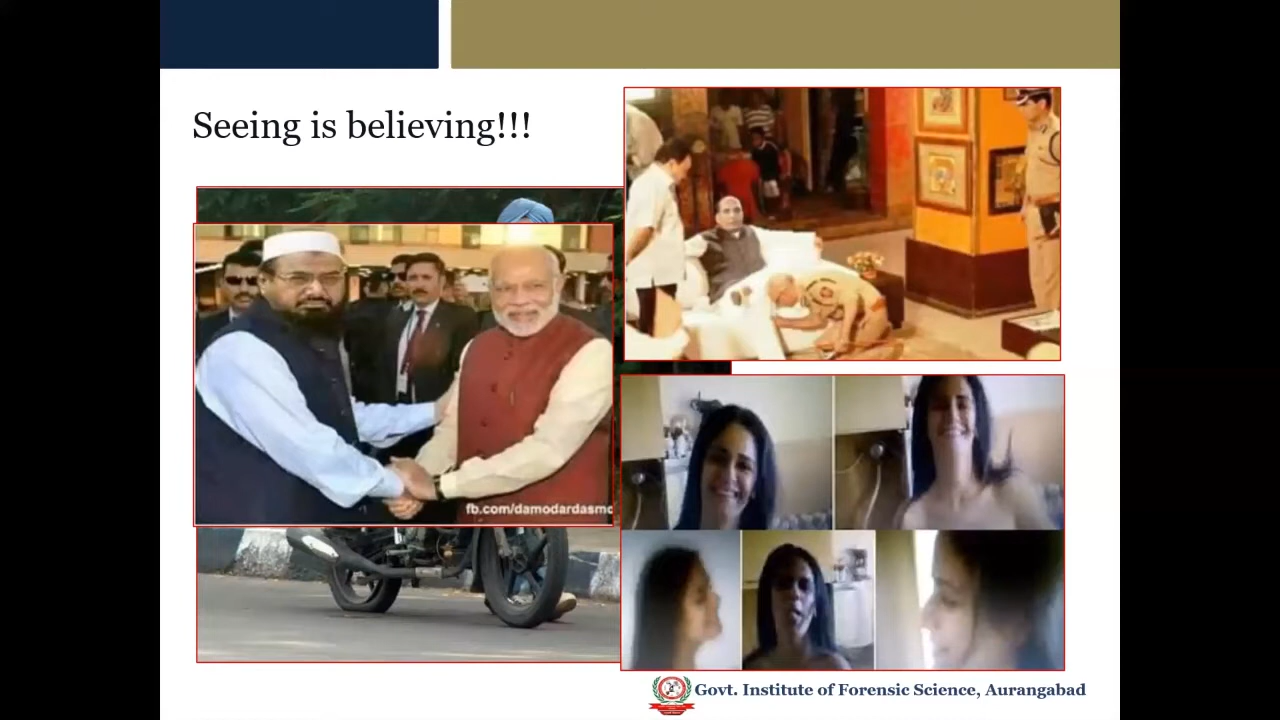 Seeing is believing!!!
fb.com/damodardasmo
Govt. Institute of Forensic Science, Aurangabad